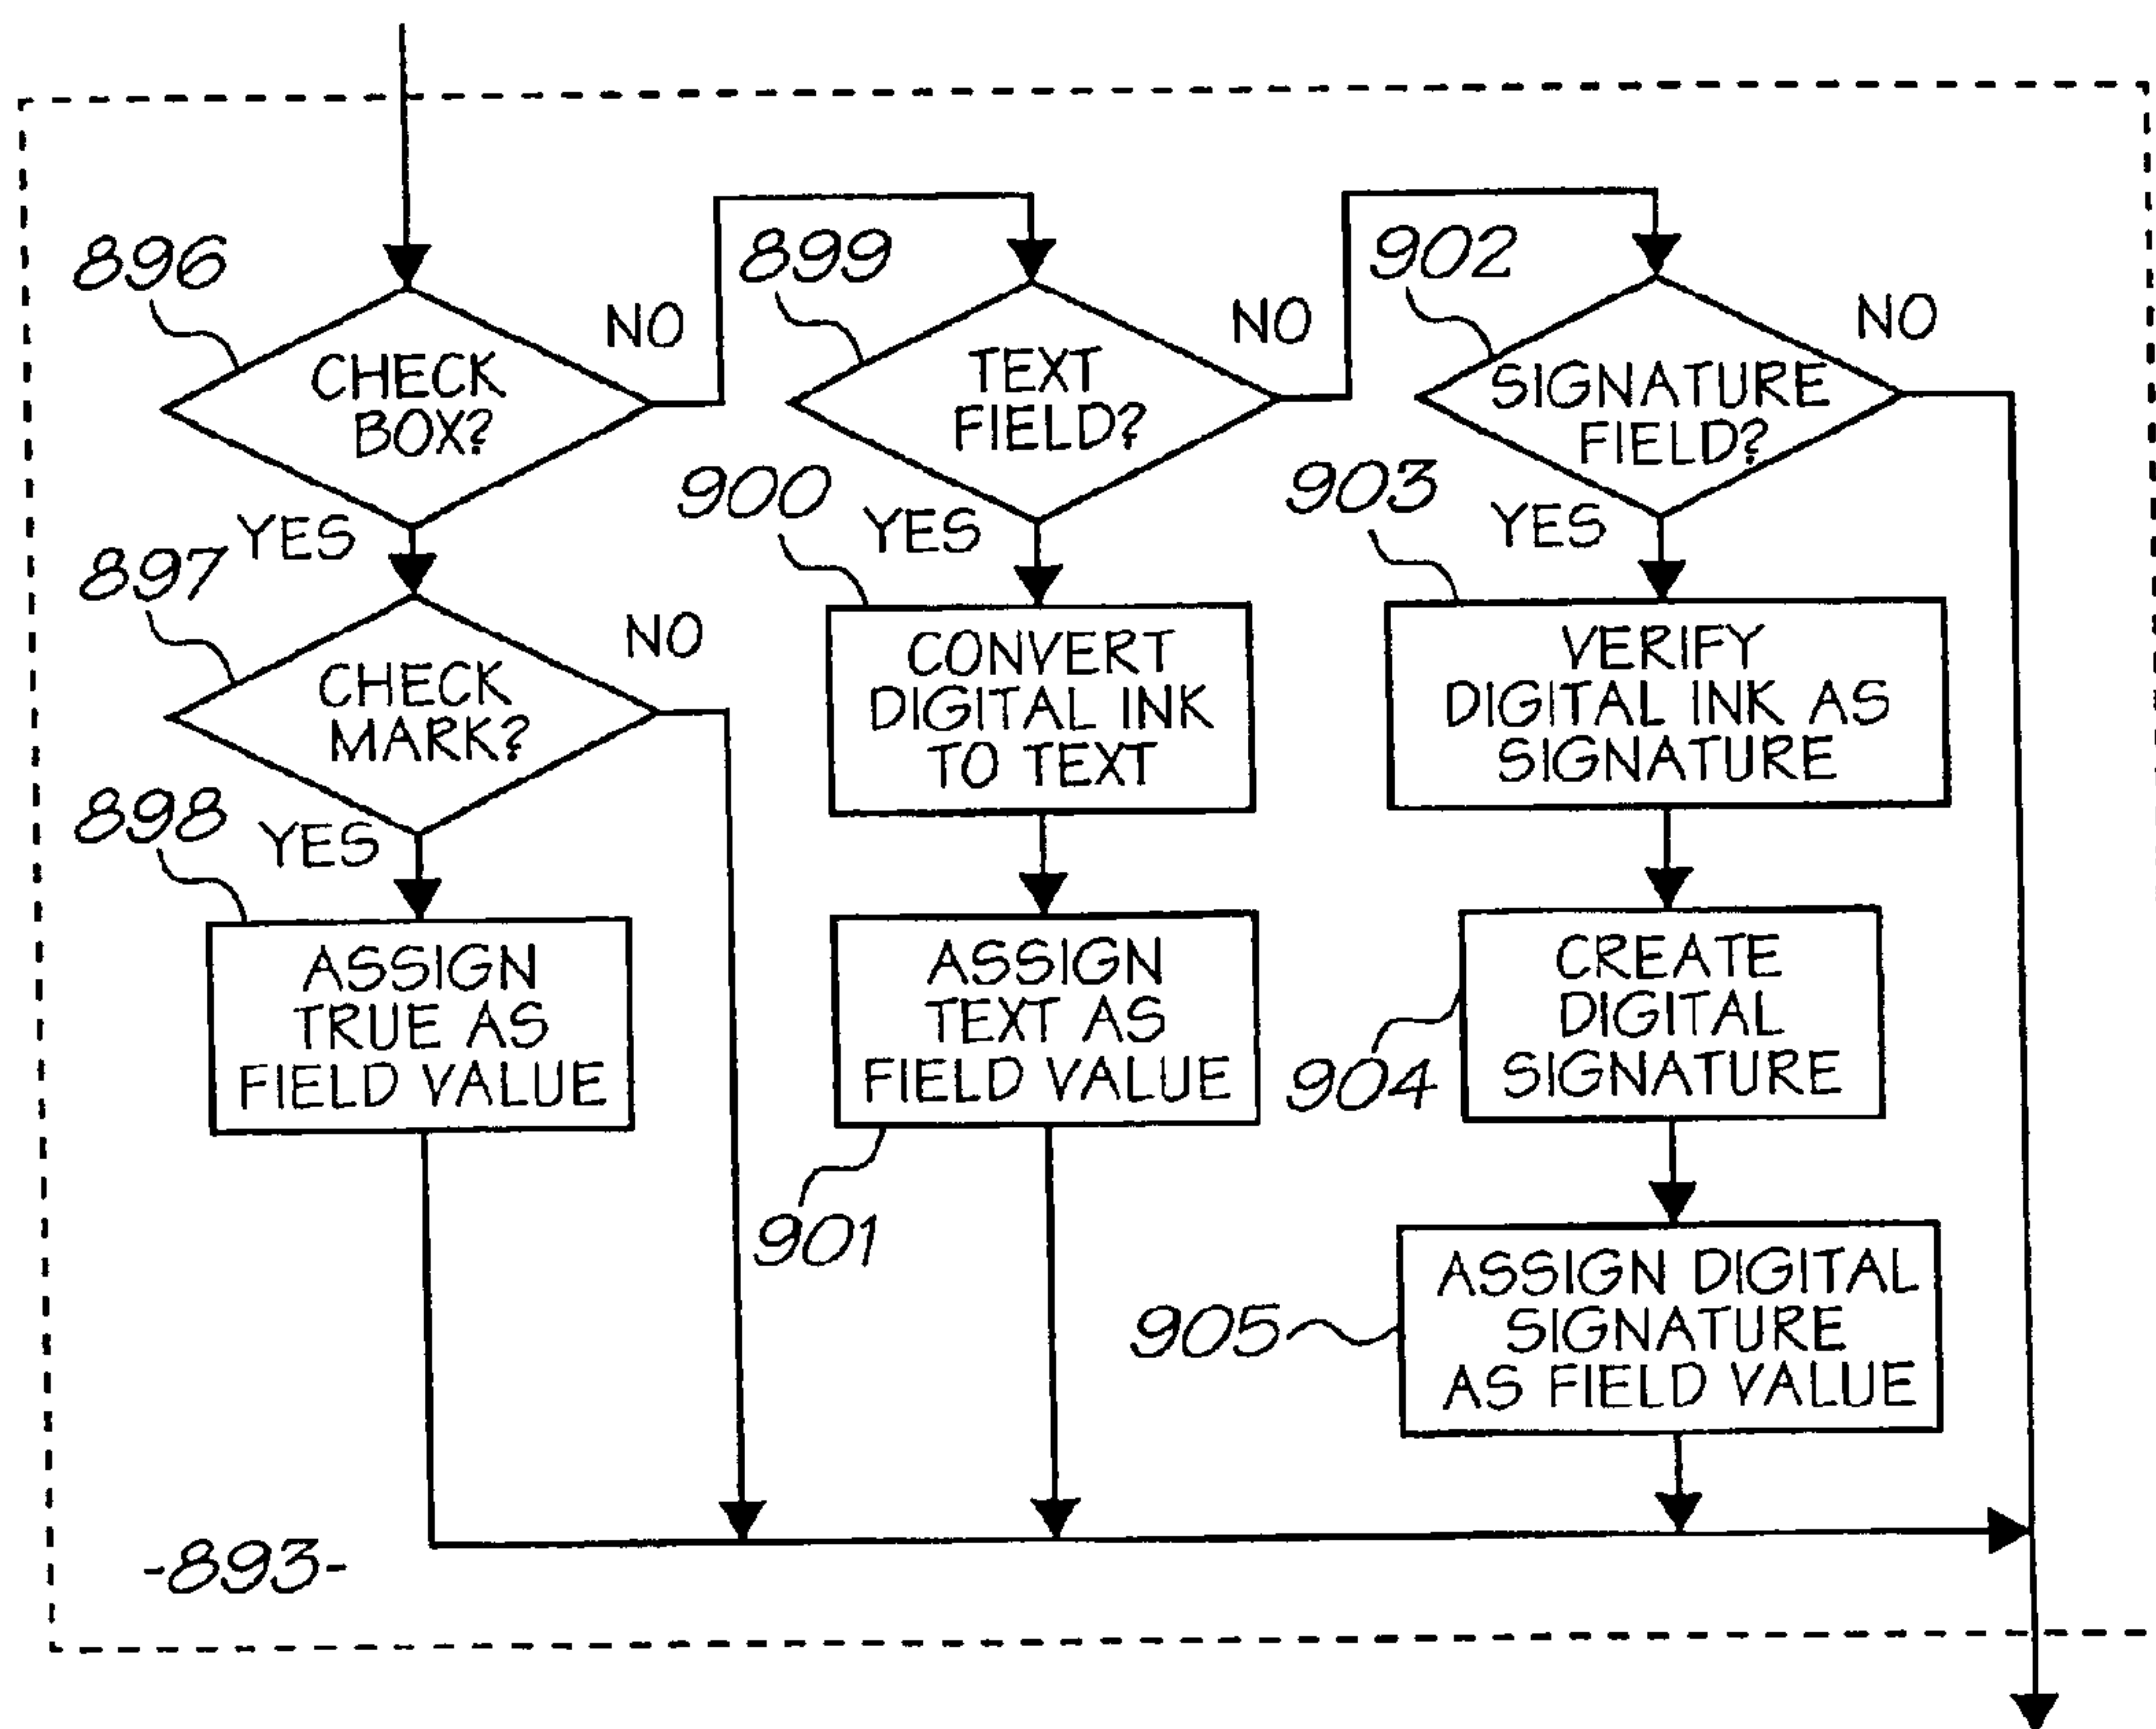 896
CHECK
BOX?
NO
YES
897
CHECK
MARK?
NO
YES
898
ASSIGN
TRUE AS
FIELD VALUE
899
TEXT
FIELD?
NO
YES
900
CONVERT
DIGITAL INK
TO TEXT
ASSIGN
TEXT AS
FIELD VALUE
901
902
SIGNATURE
FIELD?
NO
YES
903
VERIFY
DIGITAL INK AS
SIGNATURE
CREATE
DIGITAL
SIGNATURE
904
ASSIGN DIGITAL
SIGNATURE
AS FIELD VALUE
905
-893-